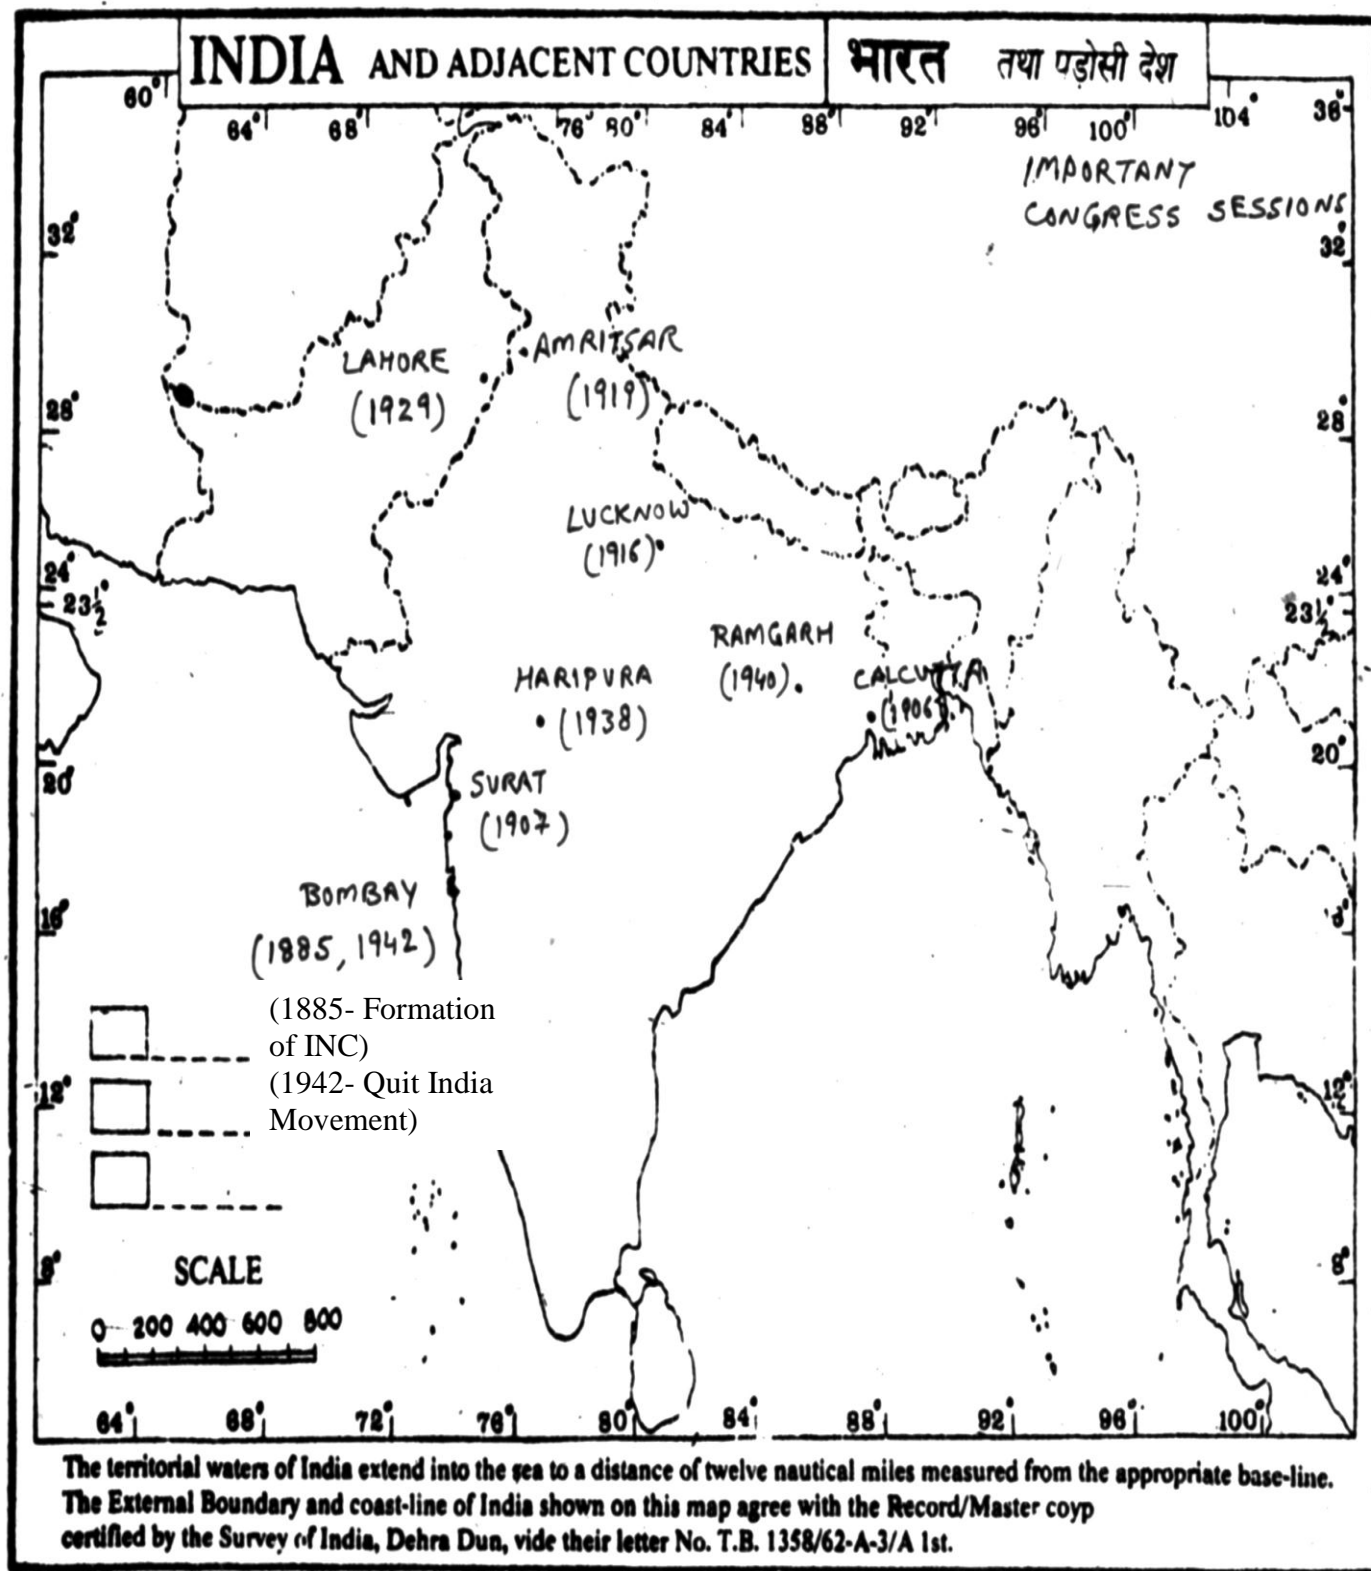 INDIA AND ADJACENT COUNTRIES भारत तथा पड़ोसी देश
60° 64° 68° 76° 80° 84° 88° 92° 96° 100° 104° 36°
IMPORTANT
CONGRESS SESSIONS
32° 32°
LAHORE
(1929)
AMRITSAR
(1919)
28° 28°
LUCKNOW
(1916)
24° 24°
23½° 23½°
RAMGARH
(1940)
HARIPURA
(1938)
CALCUTTA
(1906)
20° 20°
SURAT
(1907)
BOMBAY
(1885, 1942)
16°
(1885- Formation
of INC)
(1942- Quit India
Movement)
12° 12°
8° 8°
SCALE
0 200 400 600 800
64° 68° 72° 76° 80° 84° 88° 92° 96° 100°
The territorial waters of India extend into the sea to a distance of twelve nautical miles measured from the appropriate base-line.
The External Boundary and coast-line of India shown on this map agree with the Record/Master coyp
certified by the Survey of India, Dehra Dun, vide their letter No. T.B. 1358/62-A-3/A 1st.